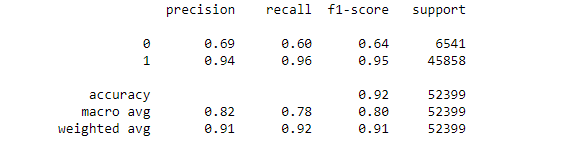 precision recall f1-score support
0 0.69 0.60 0.64 6541
1 0.94 0.96 0.95 45858
accuracy 0.92 52399
macro avg 0.82 0.78 0.80 52399
weighted avg 0.91 0.92 0.91 52399